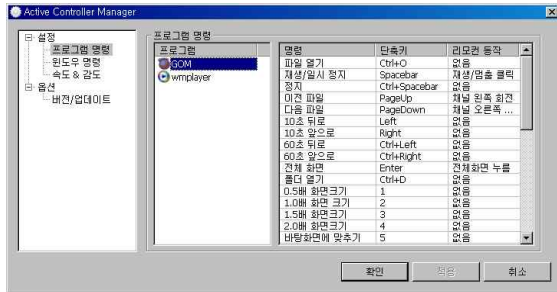 Active Controller Manager
설정
프로그램 명령
윈도우 명령
속도 & 감도
옵션
버전/업데이트
프로그램 명령
프로그램
GOM
wmplayer
명령 단축키 리모컨 동작
파일 열기 Ctrl+O 없음
재생/일시 정지 Spacebar 재생/멈춤 클릭
정지 Ctrl+Spacebar 없음
이전 파일 PageUp 채널 왼쪽 회전
다음 파일 PageDown 채널 오른쪽 ...
10초 뒤로 Left 없음
10초 앞으로 Right 없음
60초 뒤로 Ctrl+Left 없음
60초 앞으로 Ctrl+Right 없음
전체 화면 Enter 전체화면 누름
폴더 열기 Ctrl+D 없음
0.5배 화면크기 1 없음
1.0배 화면 크기 2 없음
1.5배 화면크기 3 없음
2.0배 화면크기 4 없음
바탕화면에 맞추기 5 없음
확인 적용 취소